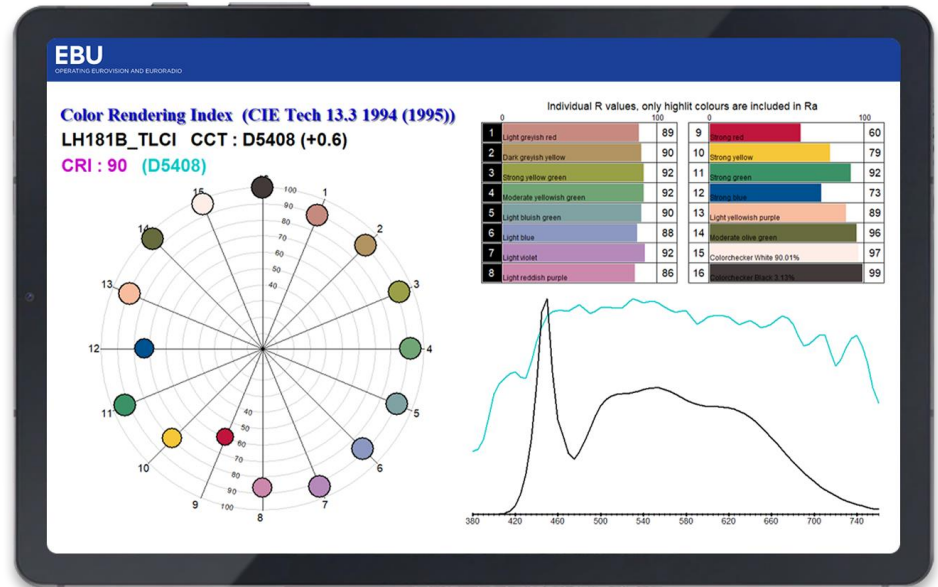 EBU
OPERATING EUROVISION AND EURORADIO
Color Rendering Index (CIE Tech 13.3 1994 (1995))
LH181B_TLCI CCT : D5408 (+0.6)
CRI : 90 (D5408)
15
100
1
90
14
80
2
70
60
50
13
40
3
12
4
11
40
5
50
60
10
70
6
80
90
9
100
7
8
Individual R values, only highlit colours are included in Ra
0 100 0 100
1 Light greyish red 89 9 Strong red 60
2 Dark greyish yellow 90 10 Strong yellow 79
3 Strong yellow green 92 11 Strong green 92
4 Moderate yellowish green 92 12 Strong blue 73
5 Light bluish green 90 13 Light yellowish purple 89
6 Light blue 88 14 Moderate olive green 96
7 Light violet 92 15 Colorchecker White 90.01% 97
8 Light reddish purple 86 16 Colorchecker Black 3.13% 99
380 420 460 500 540 580 620 660 700 740